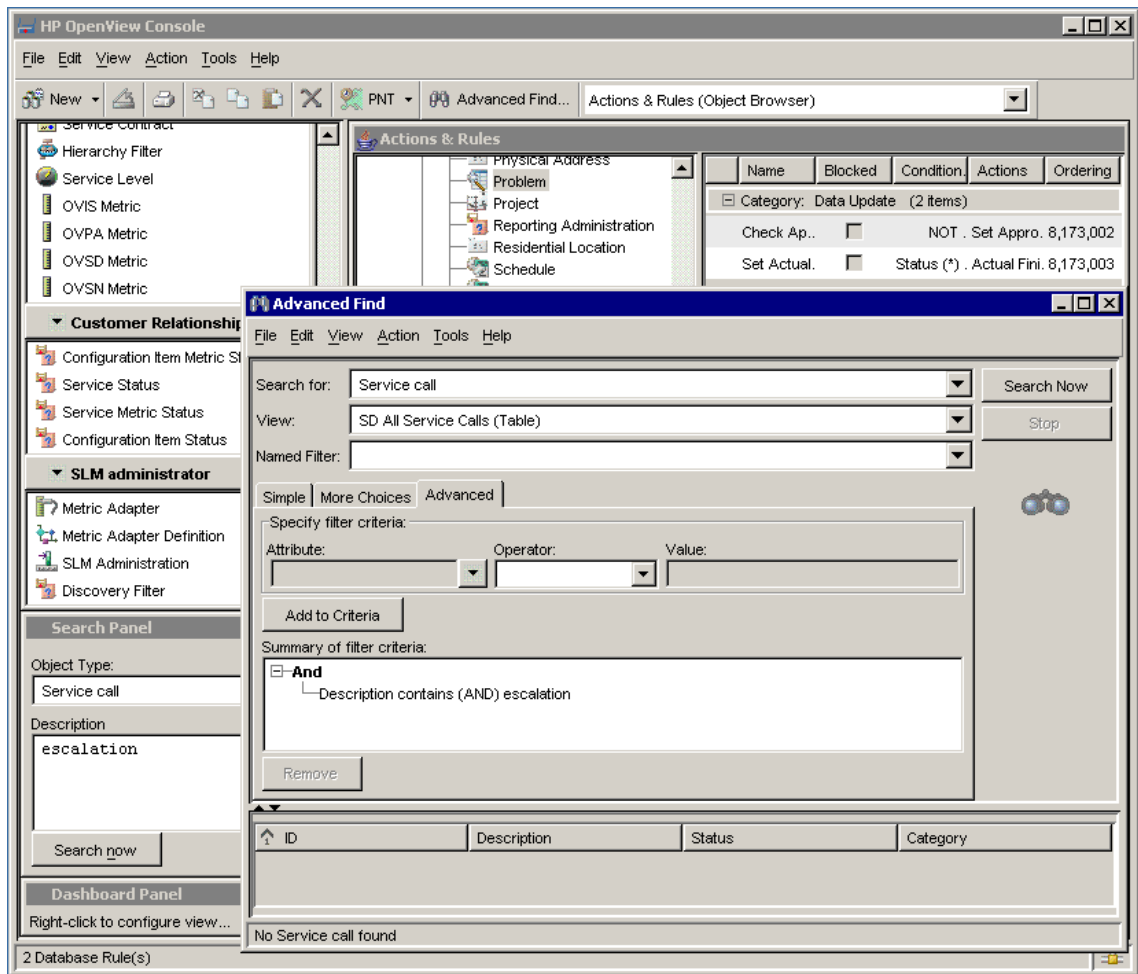 HP OpenView Console
File Edit View Action Tools Help
New PNT Advanced Find... Actions & Rules (Object Browser)
Service Contract
Hierarchy Filter
Service Level
OVIS Metric
OVPA Metric
OVSD Metric
OVSN Metric
Customer Relationship
Configuration Item Metric St
Service Status
Service Metric Status
Configuration Item Status
SLM administrator
Metric Adapter
Metric Adapter Definition
SLM Administration
Discovery Filter
Search Panel
Object Type:
Service call
Description
escalation
Search now
Dashboard Panel
Right-click to configure view...
2 Database Rule(s)
Actions & Rules
Physical Address
Problem
Project
Reporting Administration
Residential Location
Schedule
Name Blocked Condition. Actions Ordering
Category: Data Update (2 items)
Check Ap.. NOT . Set Appro. 8,173,002
Set Actual. Status (*) . Actual Fini. 8,173,003
Advanced Find
File Edit View Action Tools Help
Search for: Service call Search Now
View: SD All Service Calls (Table) Stop
Named Filter:
Simple More Choices Advanced
Specify filter criteria:
Attribute: Operator: Value:
Add to Criteria
Summary of filter criteria:
And
Description contains (AND) escalation
Remove
1 ID Description Status Category
No Service call found